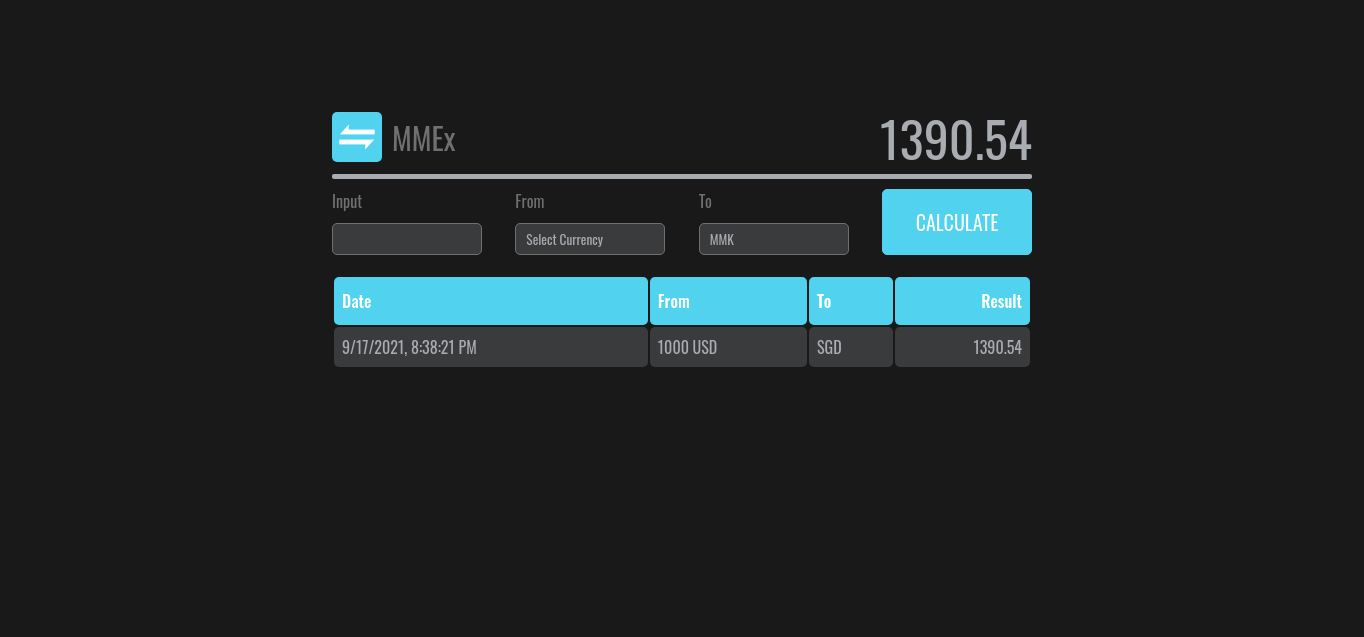 MMEx
1390.54
Input
From
To
CALCULATE
Select Currency
MMK
Date From To Result
9/17/2021, 8:38:21 PM 1000 USD SGD 1390.54